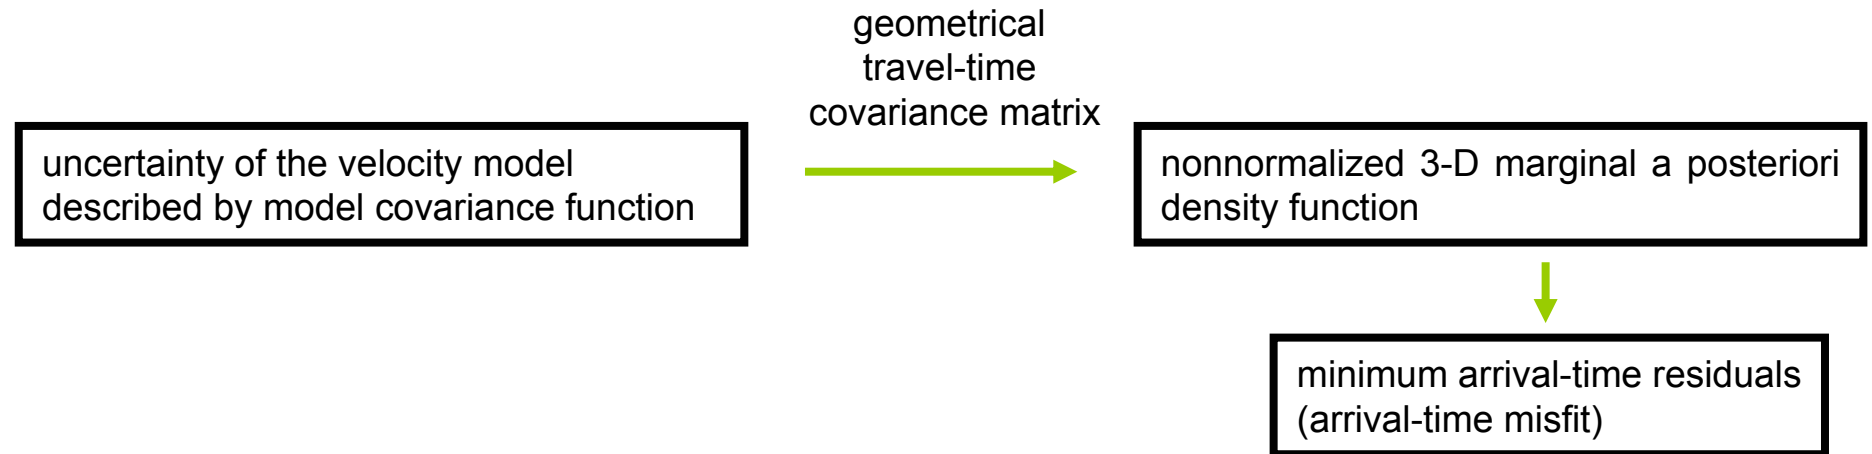 geometrical
travel-time
covariance matrix
uncertainty of the velocity model
described by model covariance function
nonnormalized 3-D marginal a posteriori
density function
minimum arrival-time residuals
(arrival-time misfit)